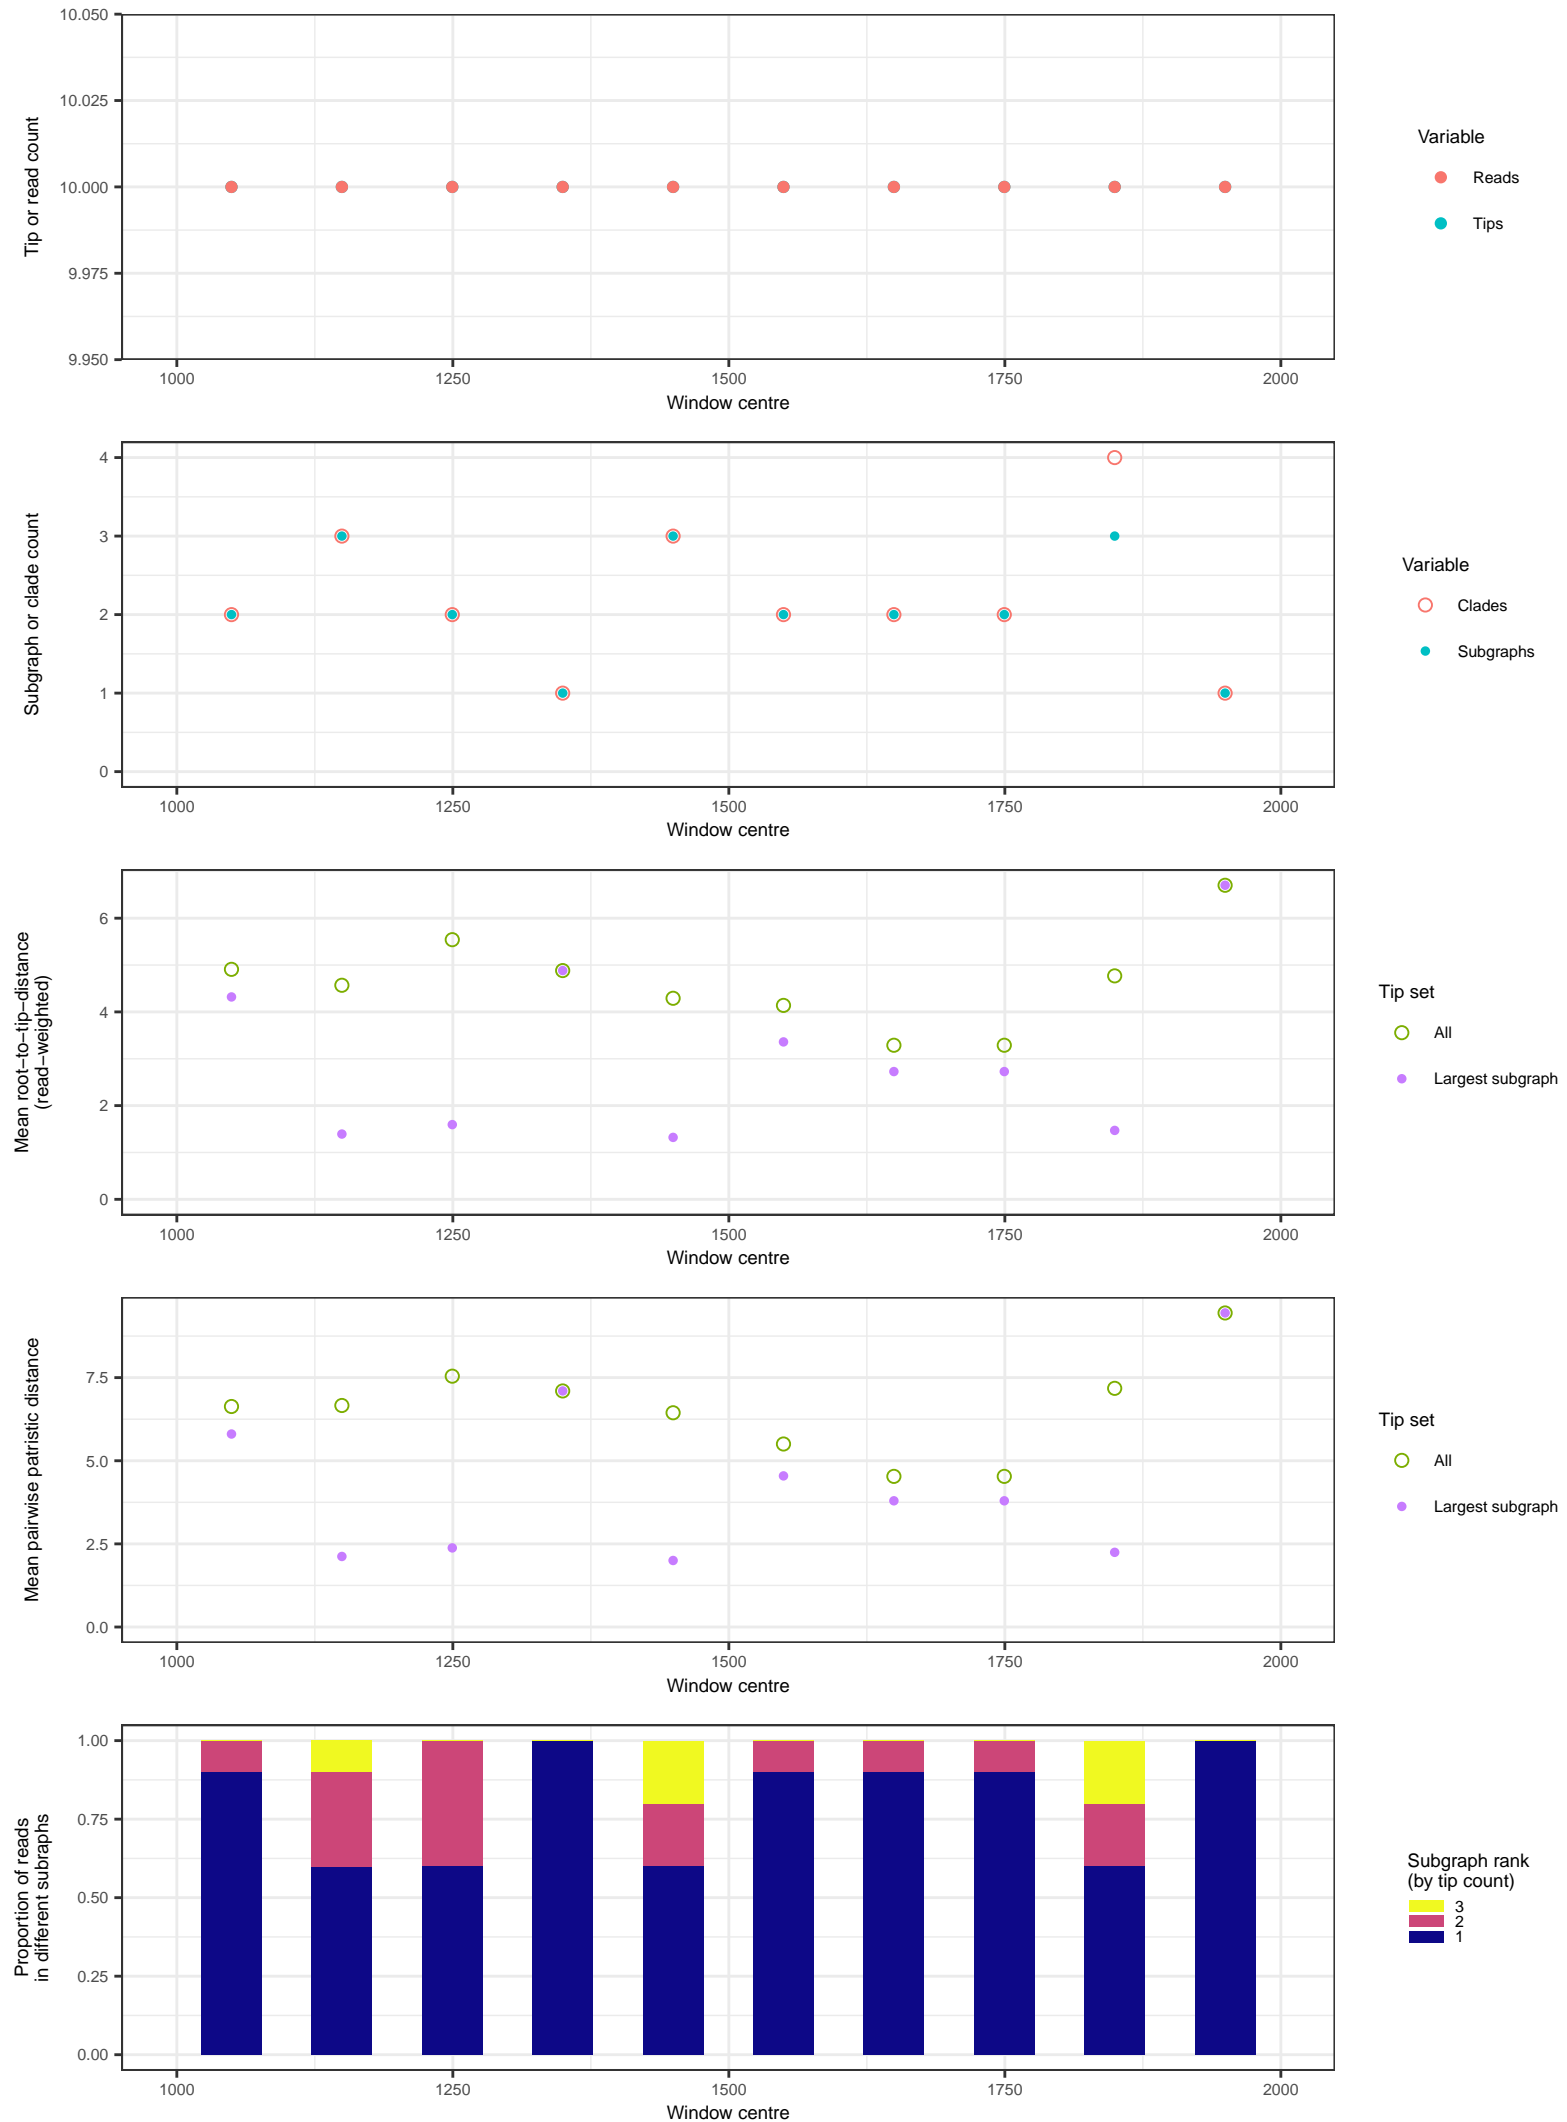 10.050
10.025
10.000
9.975
9.950
Tip or read count
1000 1250 1500 1750 2000
Window centre
Variable
Reads
Tips
4
3
2
1
0
Subgraph or clade count
1000 1250 1500 1750 2000
Window centre
Variable
Clades
Subgraphs
6
4
2
0
Mean root−to−tip−distance
(read−weighted)
1000 1250 1500 1750 2000
Window centre
Tip set
All
Largest subgraph
7.5
5.0
2.5
0.0
Mean pairwise patristic distance
1000 1250 1500 1750 2000
Window centre
Tip set
All
Largest subgraph
1.00
0.75
0.50
0.25
0.00
Proportion of reads
in different subraphs
1000 1250 1500 1750 2000
Window centre
Subgraph rank
(by tip count)
3
2
1